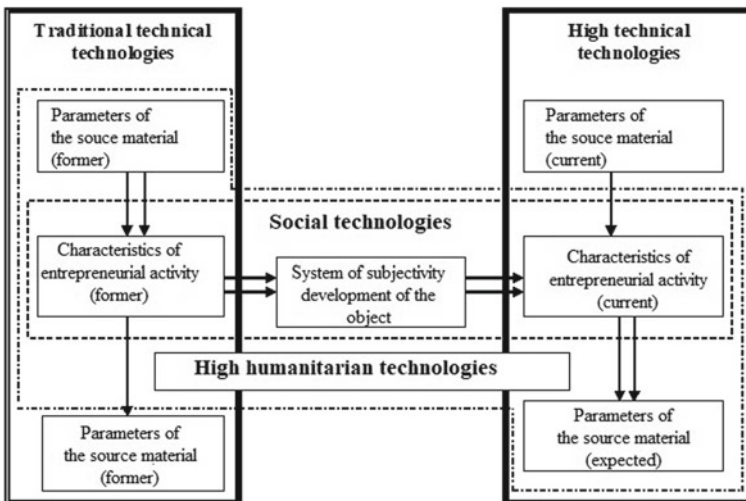 Traditional technical
technologies
High technical
technologies
Parameters of
the souce material
(former)
Parameters of
the souce material
(current)
Social technologies
Characteristics of
entrepreneurial activity
(former)
System of subjectivity
development of the
object
Characteristics of
entrepreneurial activity
(current)
High humanitarian technologies
Parameters of
the source material
(former)
Parameters of
the source material
(expected)